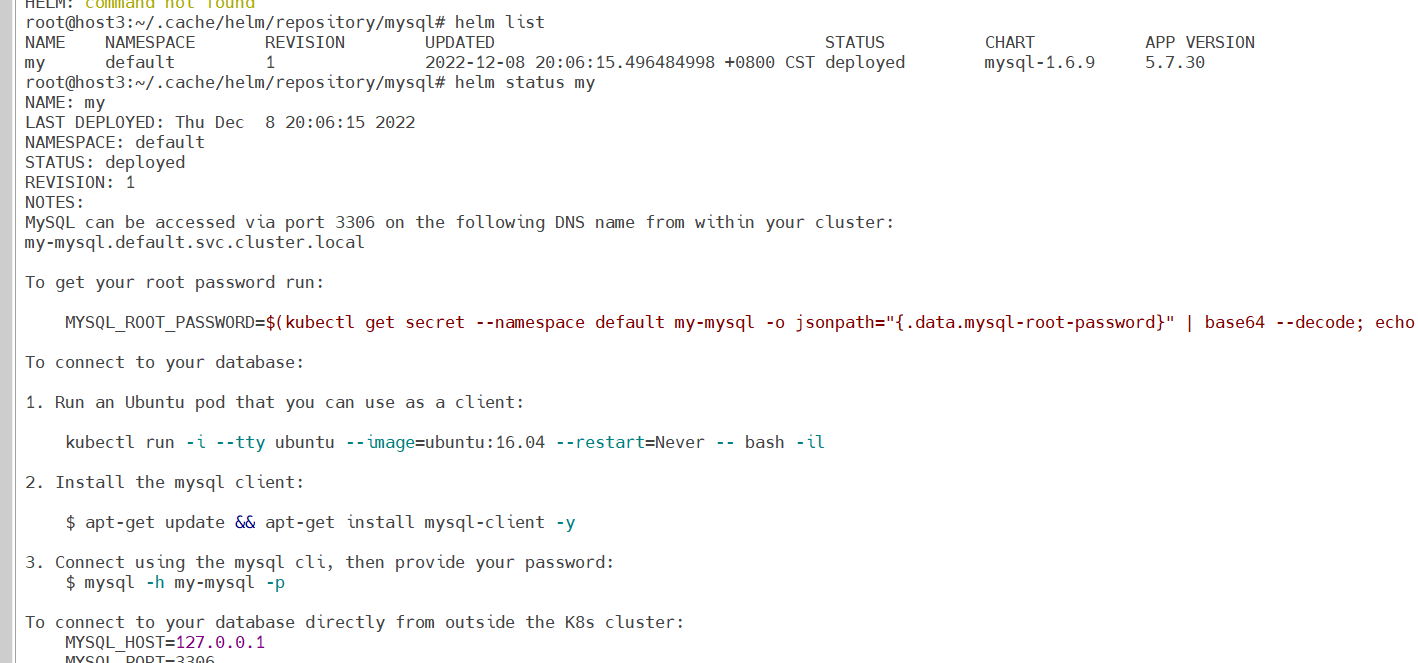 HELM: command not found
root@host3:~/.cache/helm/repository/mysql# helm list
NAME NAMESPACE REVISION UPDATED STATUS CHART APP VERSION
my default 1 2022-12-08 20:06:15.496484998 +0800 CST deployed mysql-1.6.9 5.7.30
root@host3:~/.cache/helm/repository/mysql# helm status my
NAME: my
LAST DEPLOYED: Thu Dec  8 20:06:15 2022
NAMESPACE: default
STATUS: deployed
REVISION: 1
NOTES:
MySQL can be accessed via port 3306 on the following DNS name from within your cluster:
my-mysql.default.svc.cluster.local
To get your root password run:
MYSQL_ROOT_PASSWORD=$(kubectl get secret --namespace default my-mysql -o jsonpath="{.data.mysql-root-password}" | base64 --decode; echo
To connect to your database:
1. Run an Ubuntu pod that you can use as a client:
kubectl run -i --tty ubuntu --image=ubuntu:16.04 --restart=Never -- bash -il
2. Install the mysql client:
$ apt-get update && apt-get install mysql-client -y
3. Connect using the mysql cli, then provide your password:
$ mysql -h my-mysql -p
To connect to your database directly from outside the K8s cluster:
MYSQL_HOST=127.0.0.1
MYSQL_PORT=3306